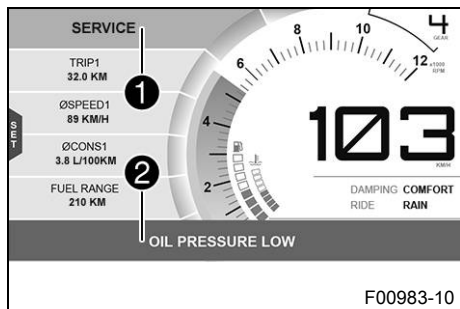 SERVICE
TRIP1
32.0 KM
ØSPEED1
89 KM/H
ØCONS1
3.8 L/100KM
FUEL RANGE
210 KM
SET
1
2
2
4
6
8
10
12
x1000
RPM
4
GEAR
103
KM/H
DAMPING COMFORT
RIDE RAIN
OIL PRESSURE LOW
F00983-10